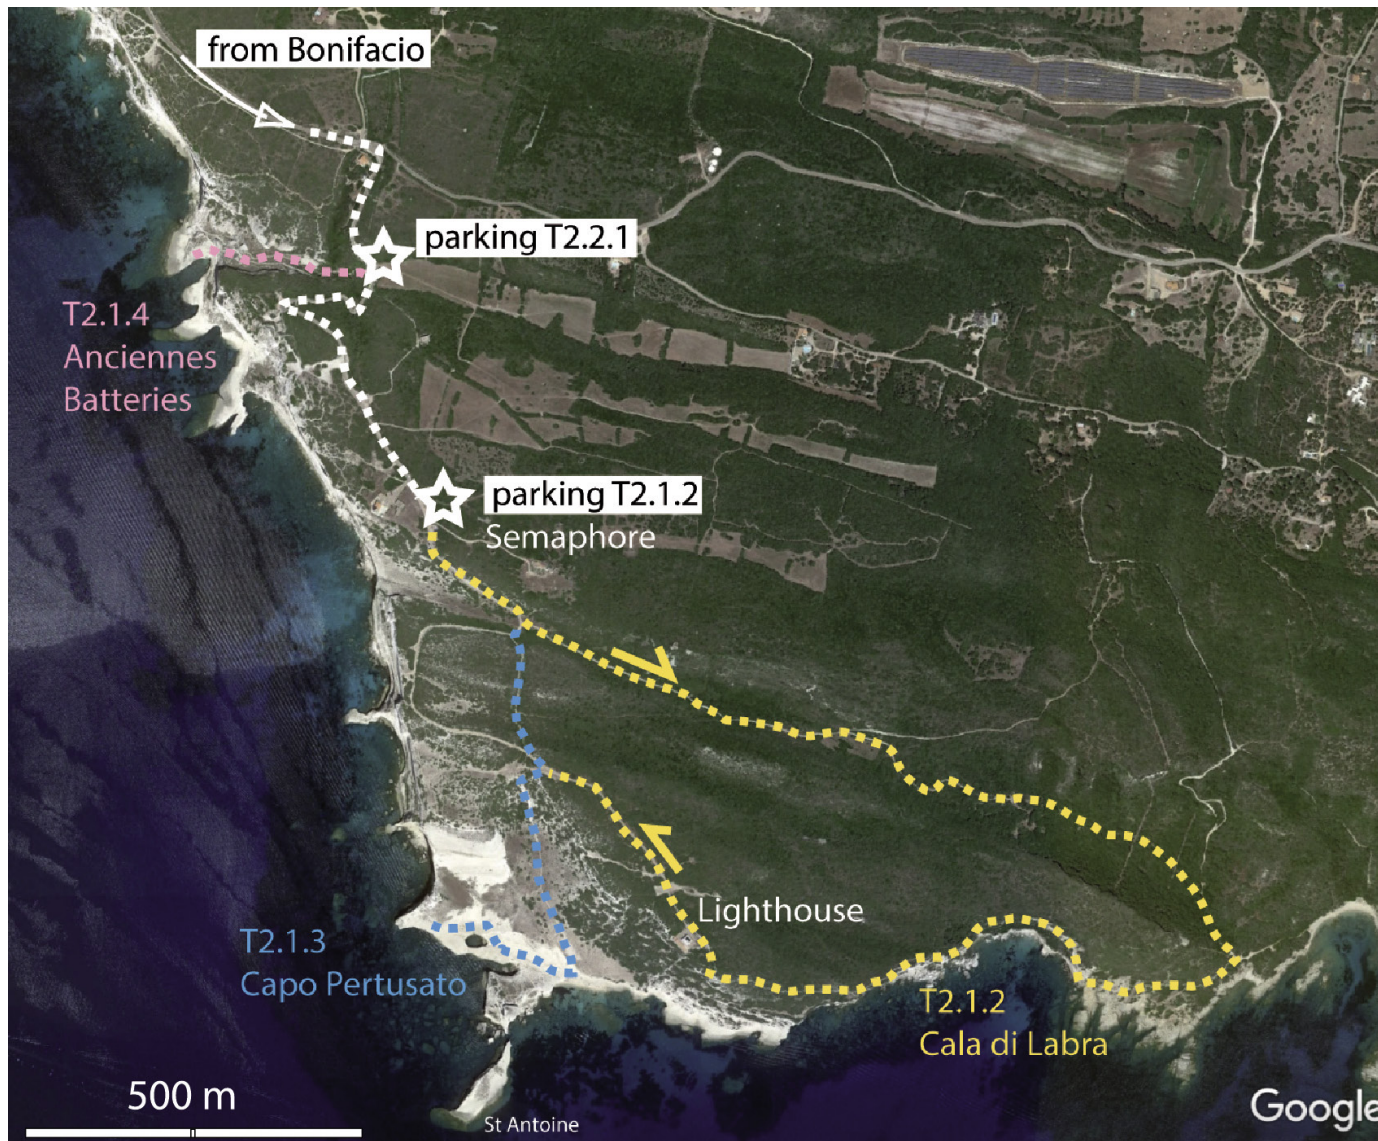 from Bonifacio
parking T2.2.1
T2.1.4
Anciennes
Batteries
parking T2.1.2
Semaphore
Lighthouse
T2.1.3
Capo Pertusato
T2.1.2
Cala di Labra
500 m
St Antoine
Google